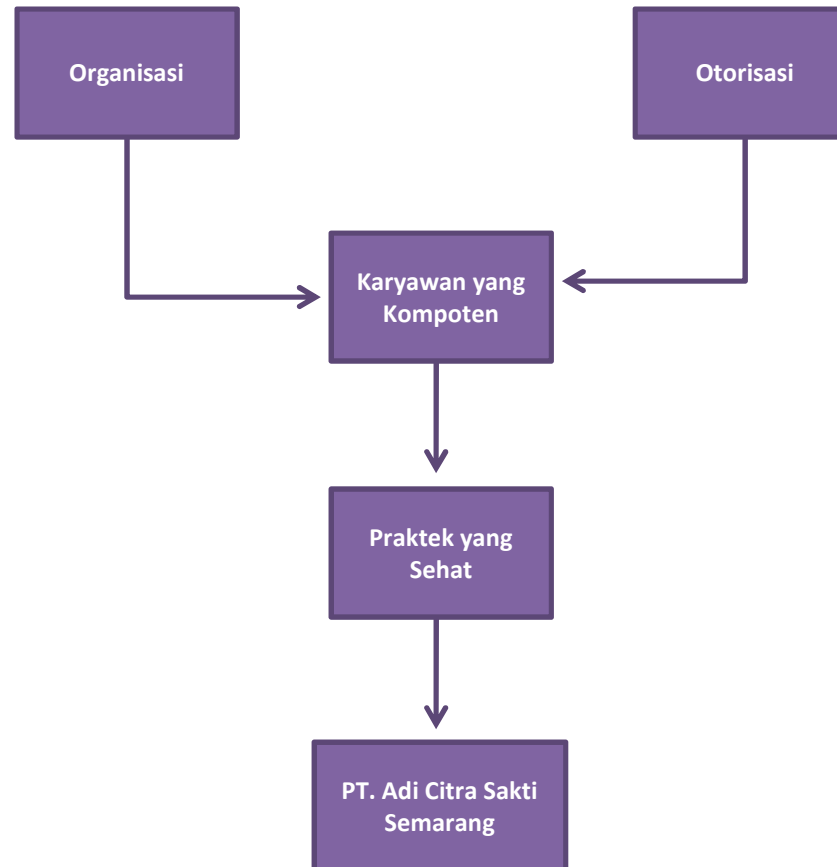 Organisasi
Otorisasi
Karyawan yang
Kompoten
Praktek yang
Sehat
PT. Adi Citra Sakti
Semarang